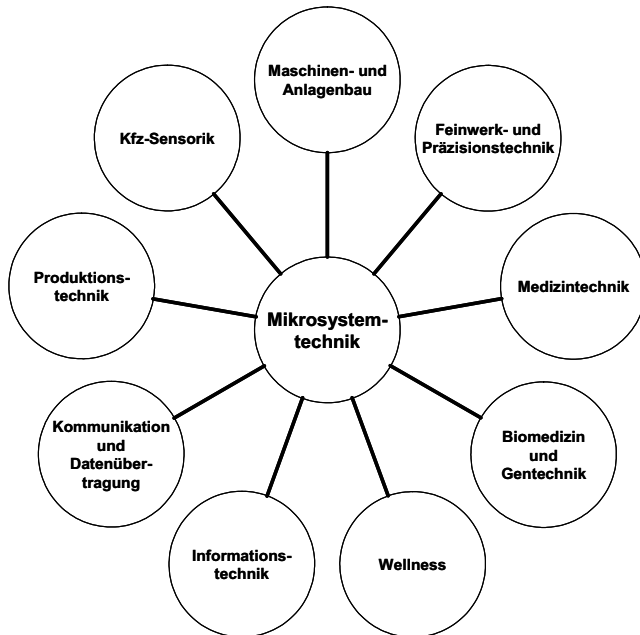 Maschinen- und
Anlagenbau
Feinwerk- und
Präzisionstechnik
Kfz-Sensorik
Produktions-
technik
Medizintechnik
Mikrosystem-
technik
Kommunikation
und
Datenüber-
tragung
Biomedizin
und
Gentechnik
Informations-
technik
Wellness